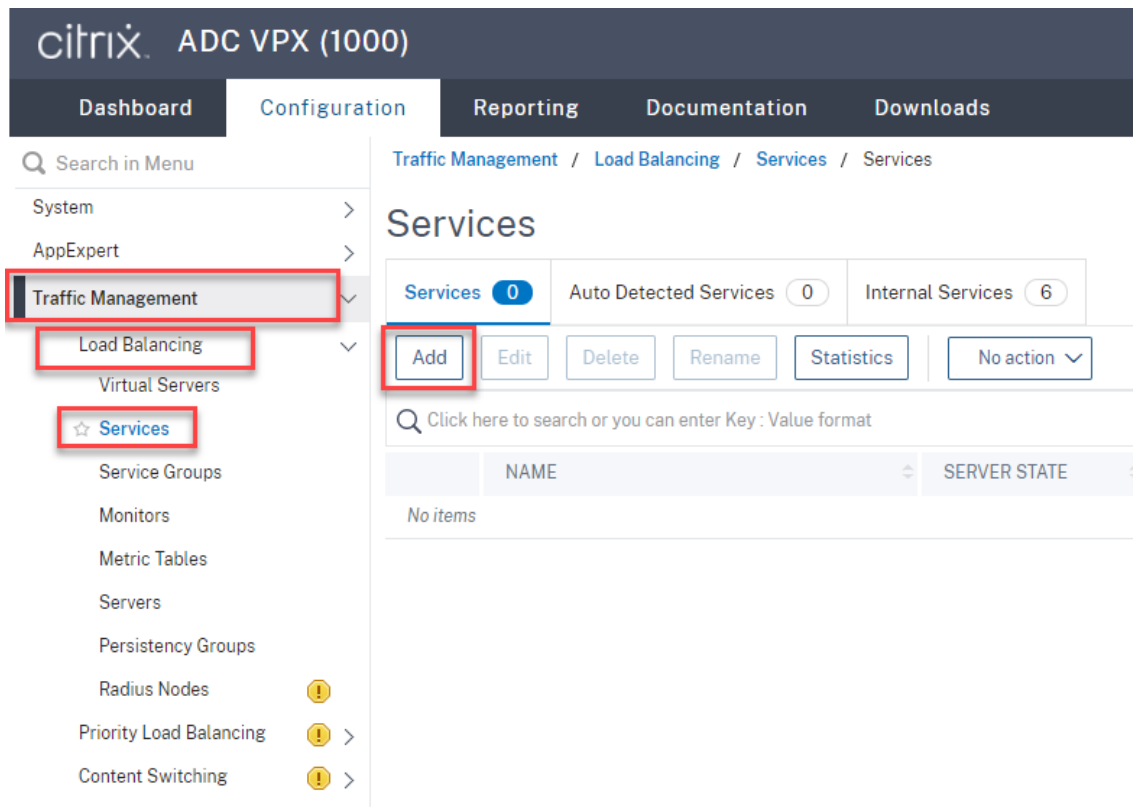 citrix. ADC VPX (1000)
Dashboard Configuration Reporting Documentation Downloads
Search in Menu
System
AppExpert
Traffic Management
Load Balancing
Virtual Servers
Services
Service Groups
Monitors
Metric Tables
Servers
Persistency Groups
Radius Nodes
Priority Load Balancing
Content Switching
Traffic Management / Load Balancing / Services / Services
Services
Services 0 Auto Detected Services 0 Internal Services 6
Add Edit Delete Rename Statistics No action
Click here to search or you can enter Key : Value format
NAME SERVER STATE
No items